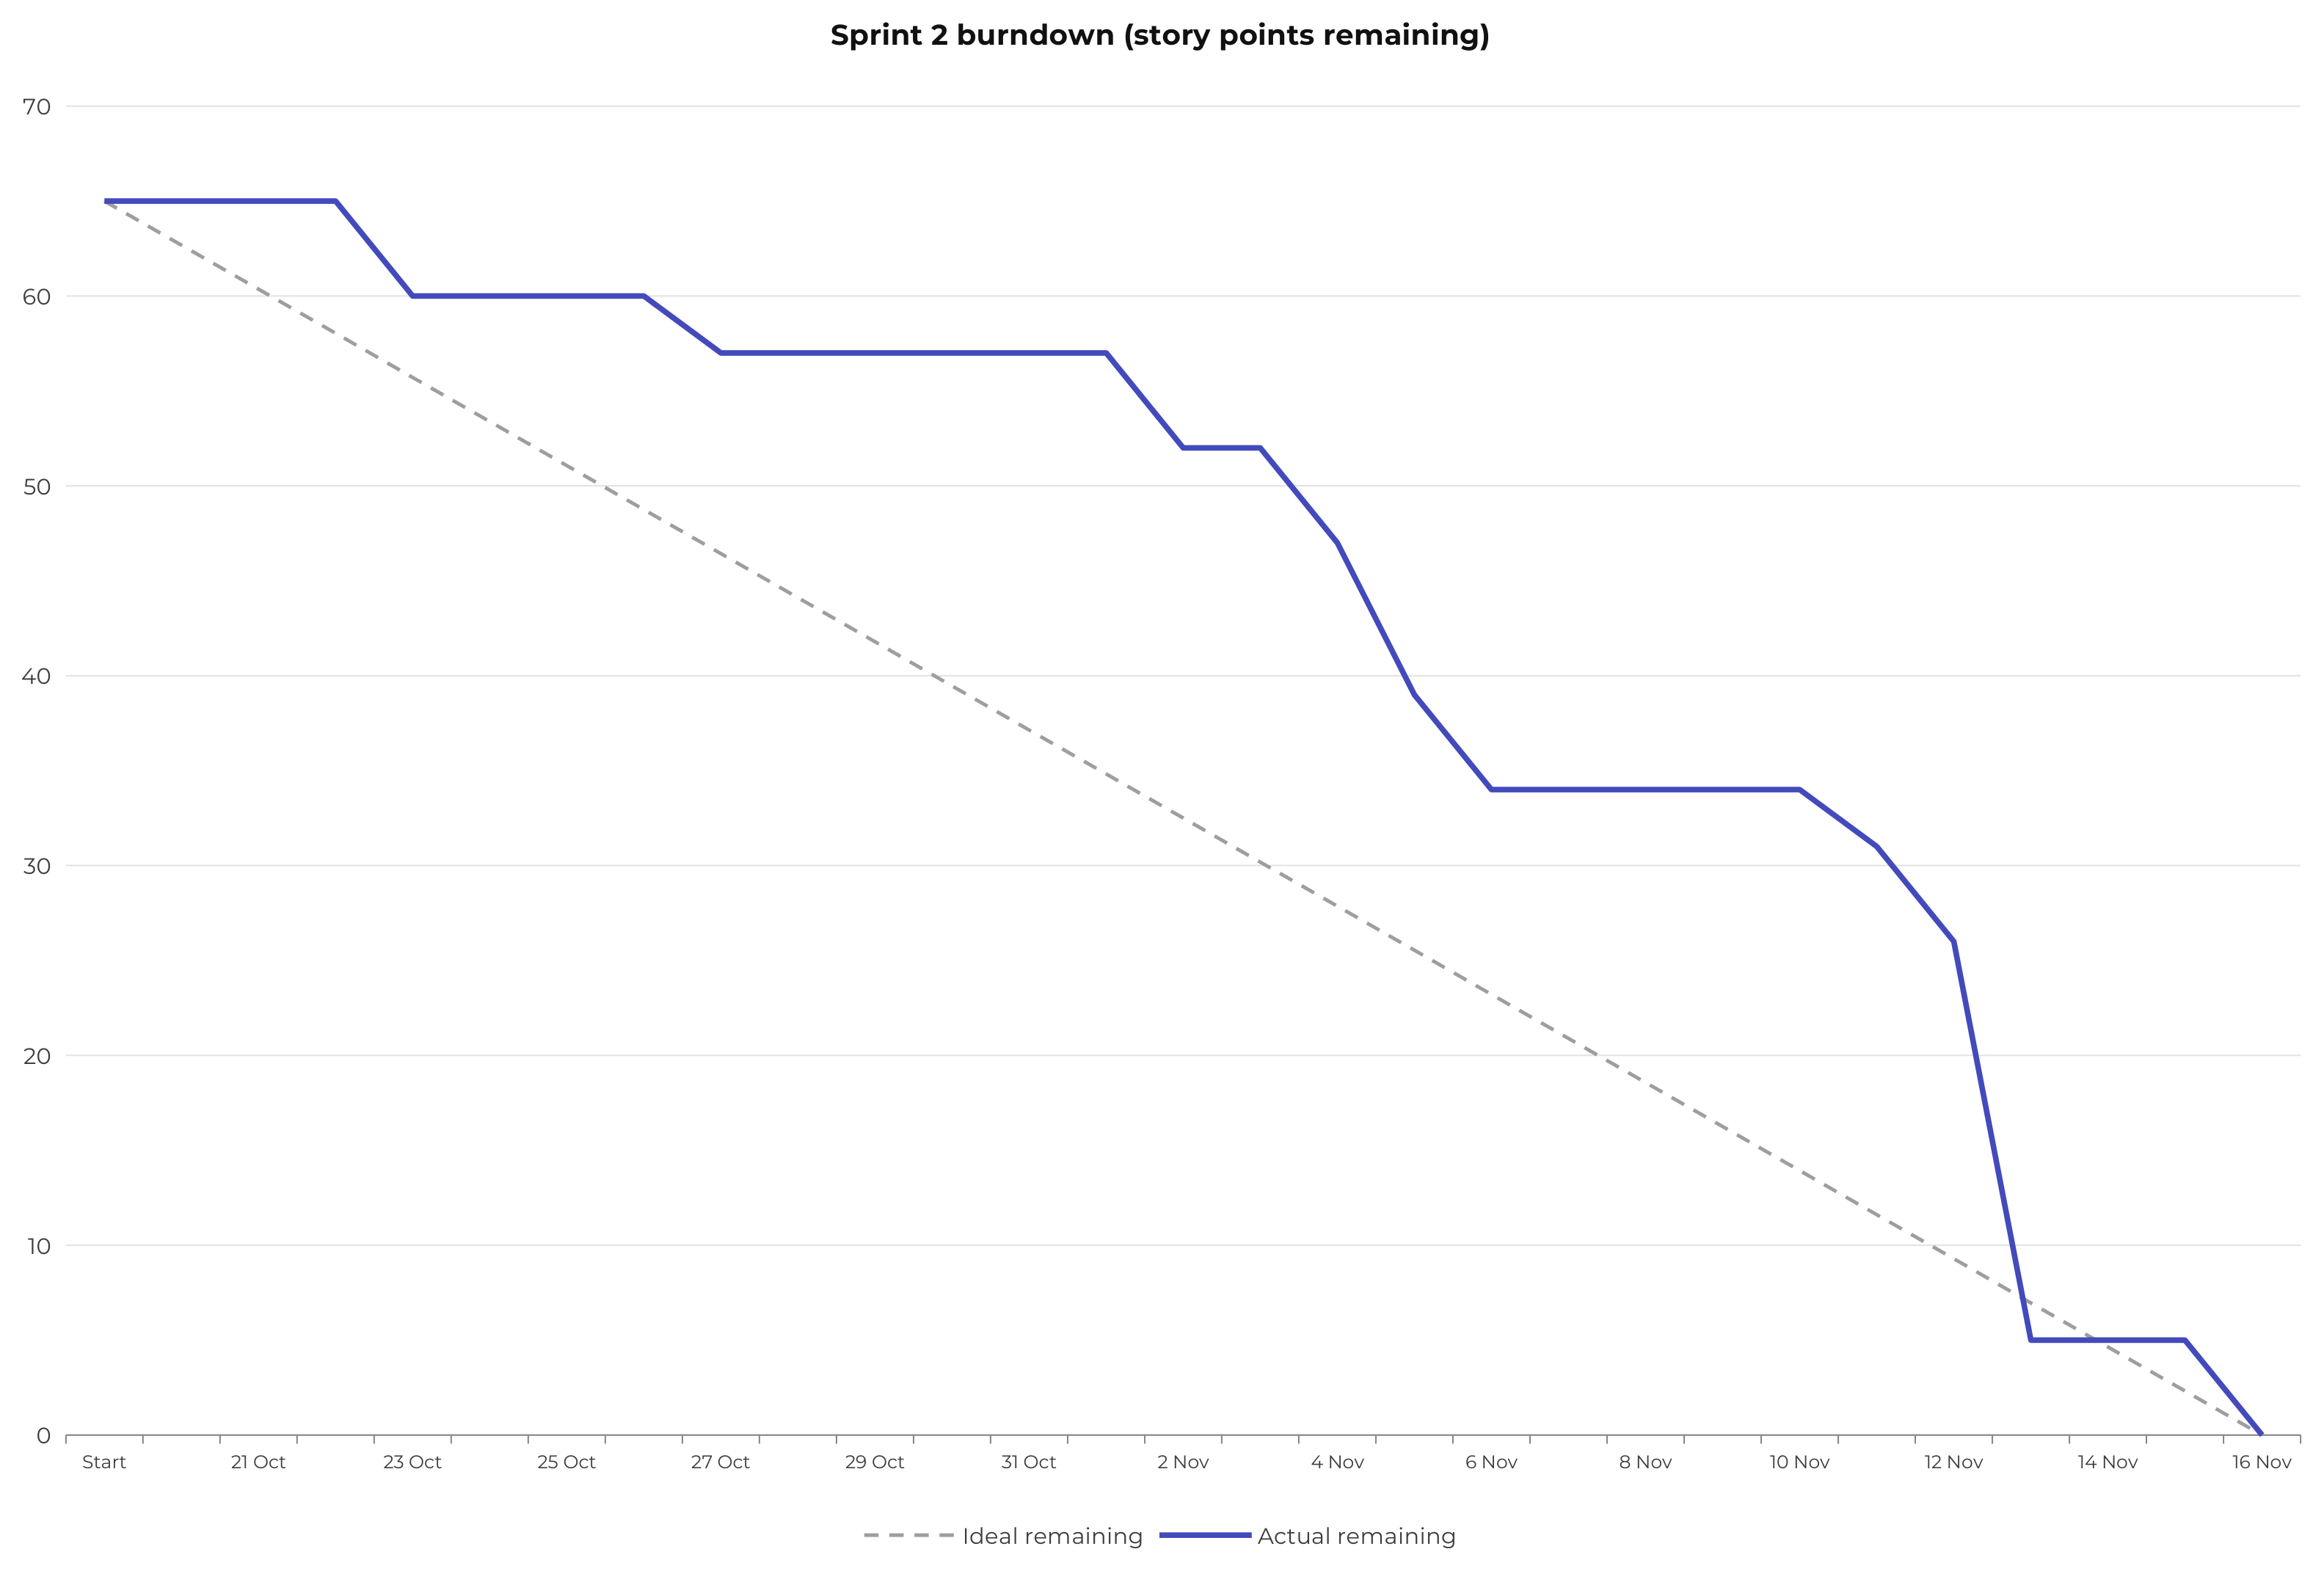 Sprint 2 burndown (story points remaining)
70
60
50
40
30
20
10
0
Start 21 Oct 23 Oct 25 Oct 27 Oct 29 Oct 31 Oct 2 Nov 4 Nov 6 Nov 8 Nov 10 Nov 12 Nov 14 Nov 16 Nov
Ideal remaining Actual remaining